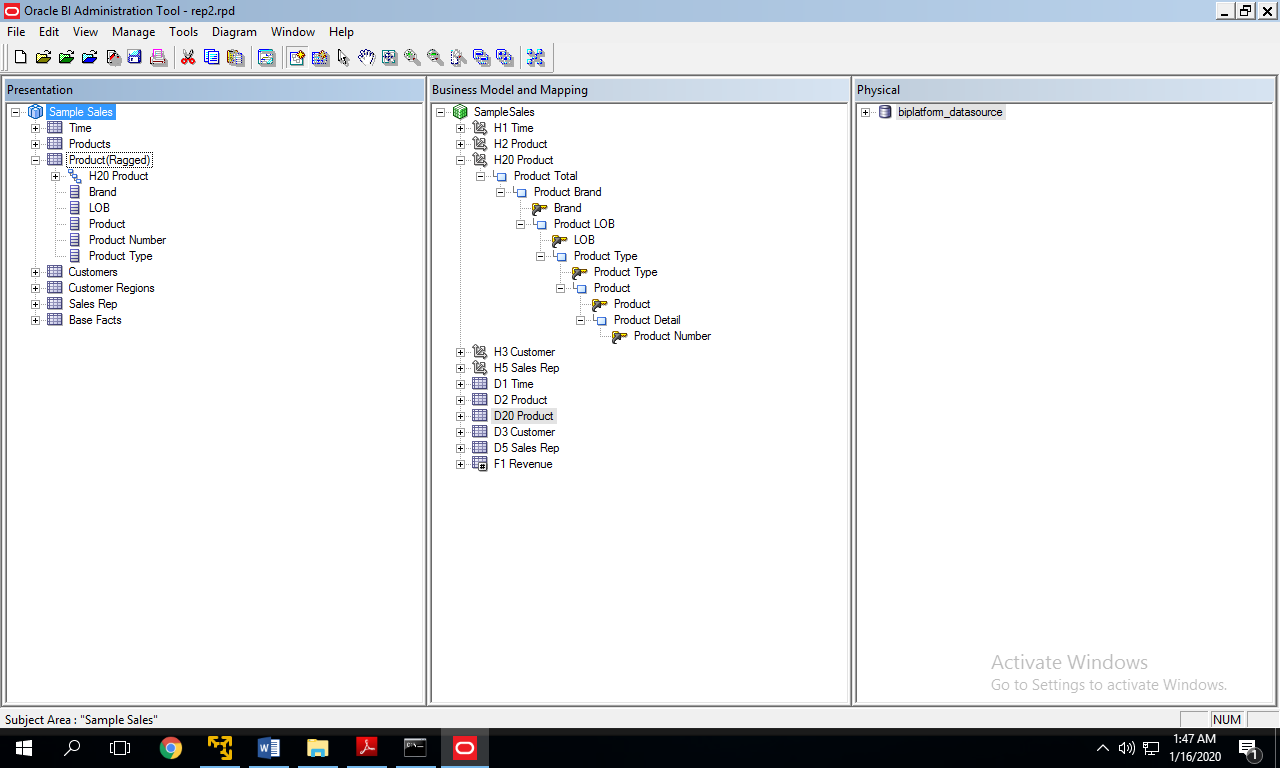 Oracle BI Administration Tool - rep2.rpd
File Edit View Manage Tools Diagram Window Help
Presentation
Sample Sales
Time
Products
Product(Ragged)
H20 Product
Brand
LOB
Product
Product Number
Product Type
Customers
Customer Regions
Sales Rep
Base Facts
Business Model and Mapping
SampleSales
H1 Time
H2 Product
H20 Product
Product Total
Product Brand
Brand
Product LOB
LOB
Product Type
Product Type
Product
Product
Product Detail
Product Number
H3 Customer
H5 Sales Rep
D1 Time
D2 Product
D20 Product
D3 Customer
D5 Sales Rep
F1 Revenue
Physical
biplatform_datasource
Activate Windows
Go to Settings to activate Windows.
Subject Area : "Sample Sales"
NUM
1:47 AM
1/16/2020
1